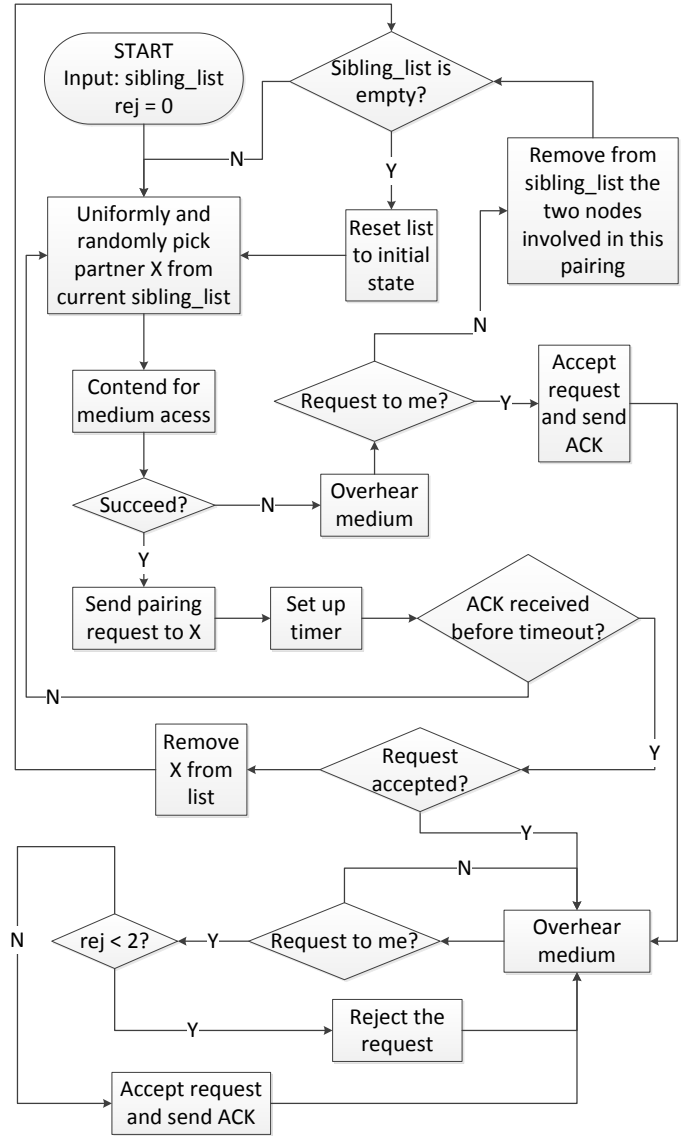 START
Input: sibling_list
rej = 0
Sibling_list is
empty?
N
Y
Remove from
sibling_list the
two nodes
involved in this
pairing
Uniformly and
randomly pick
partner X from
current sibling_list
Reset list
to initial
state
N
Contend for
medium acess
Request to me?
Y
Accept
request
and send
ACK
Succeed?
N
Overhear
medium
Y
Send pairing
request to X
Set up
timer
ACK received
before timeout?
N
Y
Remove
X from
list
Request
accepted?
Y
N
N
rej < 2?
Y
Request to me?
Overhear
medium
Y
Reject the
request
Accept request
and send ACK